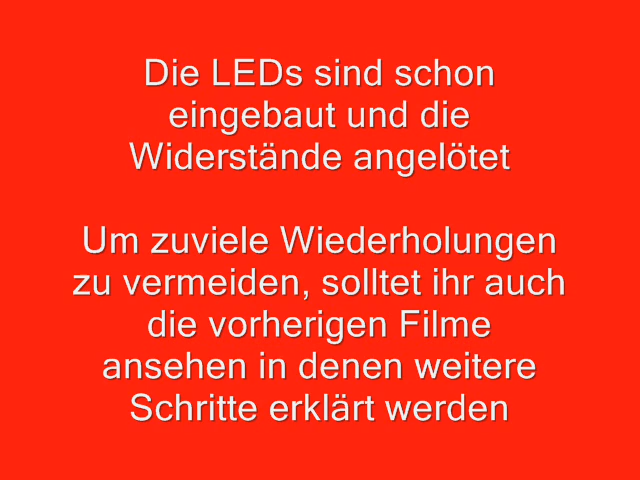 Die LEDs sind schon
eingebaut und die
Widerstände angelötet
Um zuviele Wiederholungen
zu vermeiden, solltet ihr auch
die vorherigen Filme
ansehen in denen weitere
Schritte erklärt werden